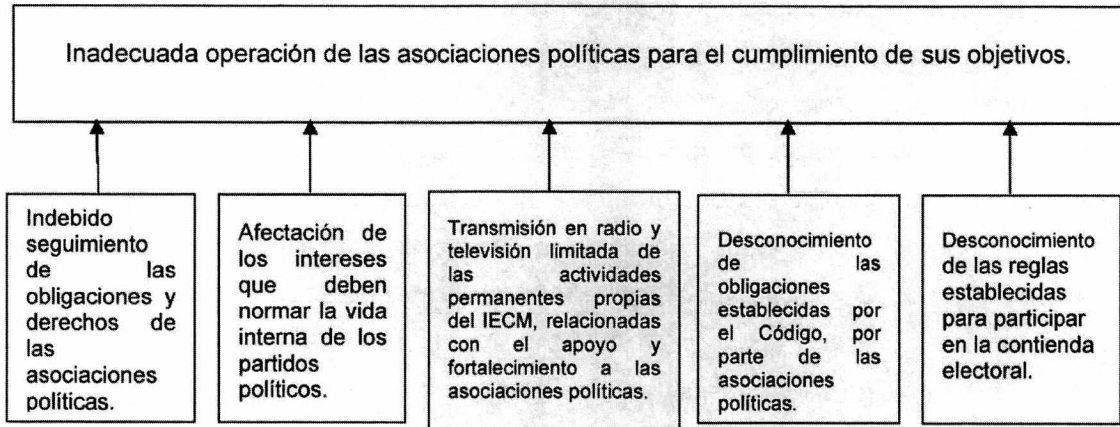 Inadecuada operación de las asociaciones políticas para el cumplimiento de sus objetivos.
Indebido
seguimiento
de las
obligaciones y
derechos de
las
asociaciones
políticas.
Afectación de
los intereses
que deben
normar la vida
interna de los
partidos
políticos.
Transmisión en radio y
televisión limitada de
las actividades
permanentes propias
del IECM, relacionadas
con el apoyo y
fortalecimiento a las
asociaciones políticas.
Desconocimiento
de las
obligaciones
establecidas por
el Código, por
parte de las
asociaciones
políticas.
Desconocimiento
de las reglas
establecidas
para participar
en la contienda
electoral.